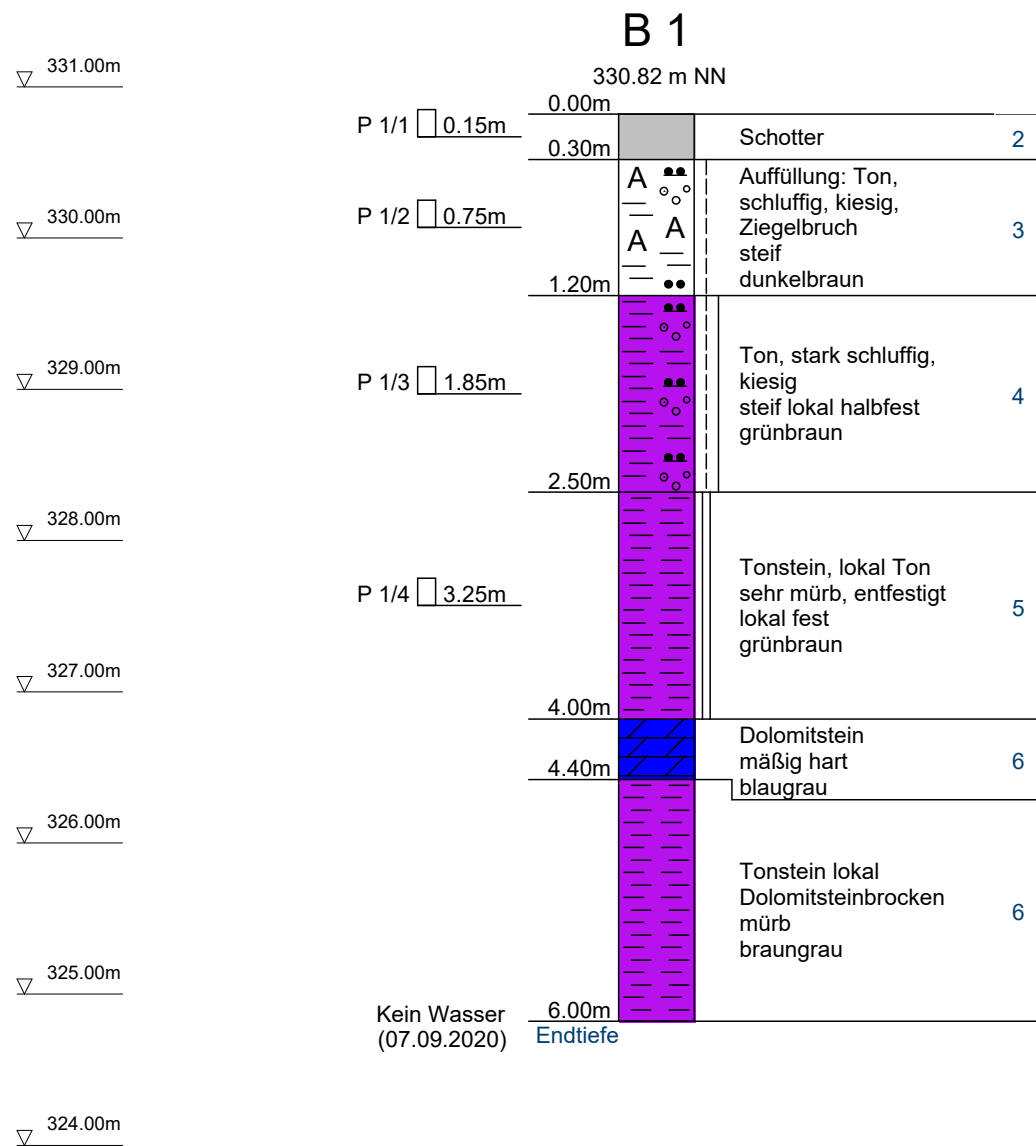 B 1
330.82 m NN
331.00m
0.00m
P 1/1 0.15m
0.30m
Schotter
2
A
330.00m
P 1/2 0.75m
A
A
Auffüllung: Ton,
schluffig, kiesig,
Ziegelbruch
steif
dunkelbraun
3
1.20m
329.00m
P 1/3 1.85m
Ton, stark schluffig,
kiesig
steif lokal halbfest
grünbraun
4
2.50m
328.00m
P 1/4 3.25m
Tonstein, lokal Ton
sehr mürb, entfestigt
lokal fest
grünbraun
5
327.00m
4.00m
Dolomitstein
mäßig hart
blaugrau
6
4.40m
326.00m
Tonstein lokal
Dolomitsteinbrocken
mürb
braungrau
6
325.00m
Kein Wasser
(07.09.2020)
6.00m
Endtiefe
324.00m